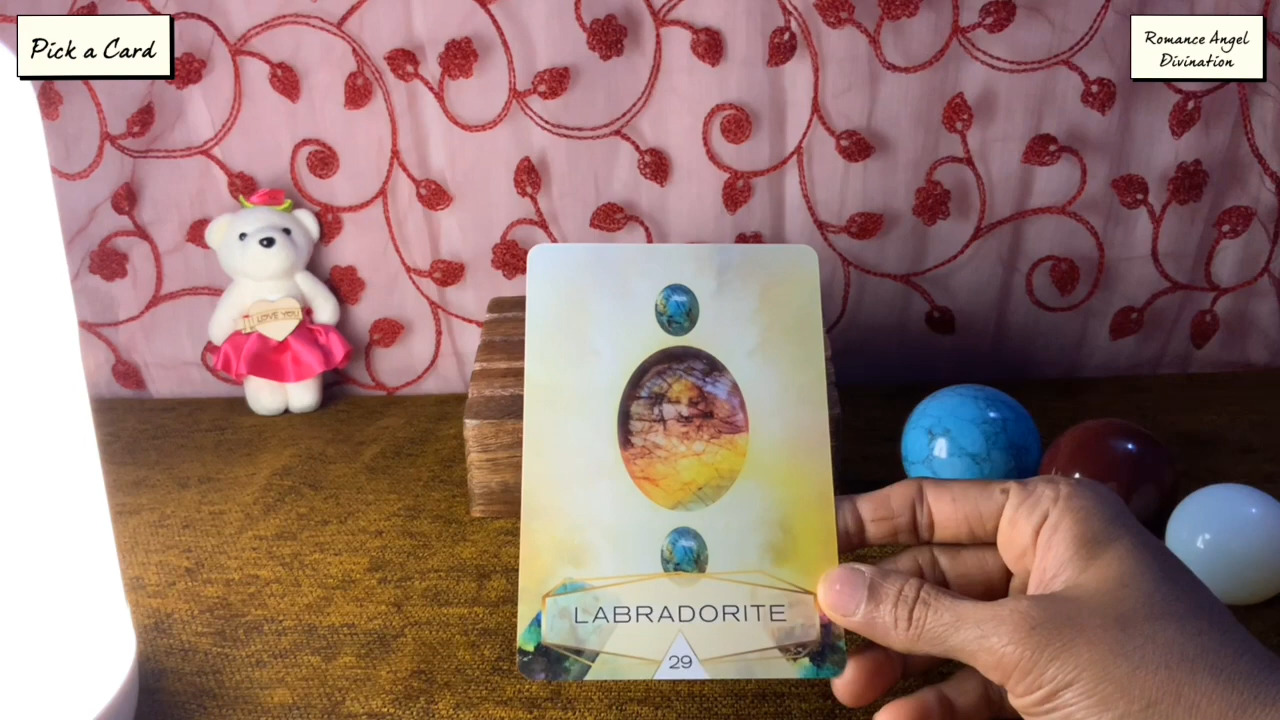 Pick a Card
Romance Angel
Divination
I LOVE YOU
LABRADORITE
29